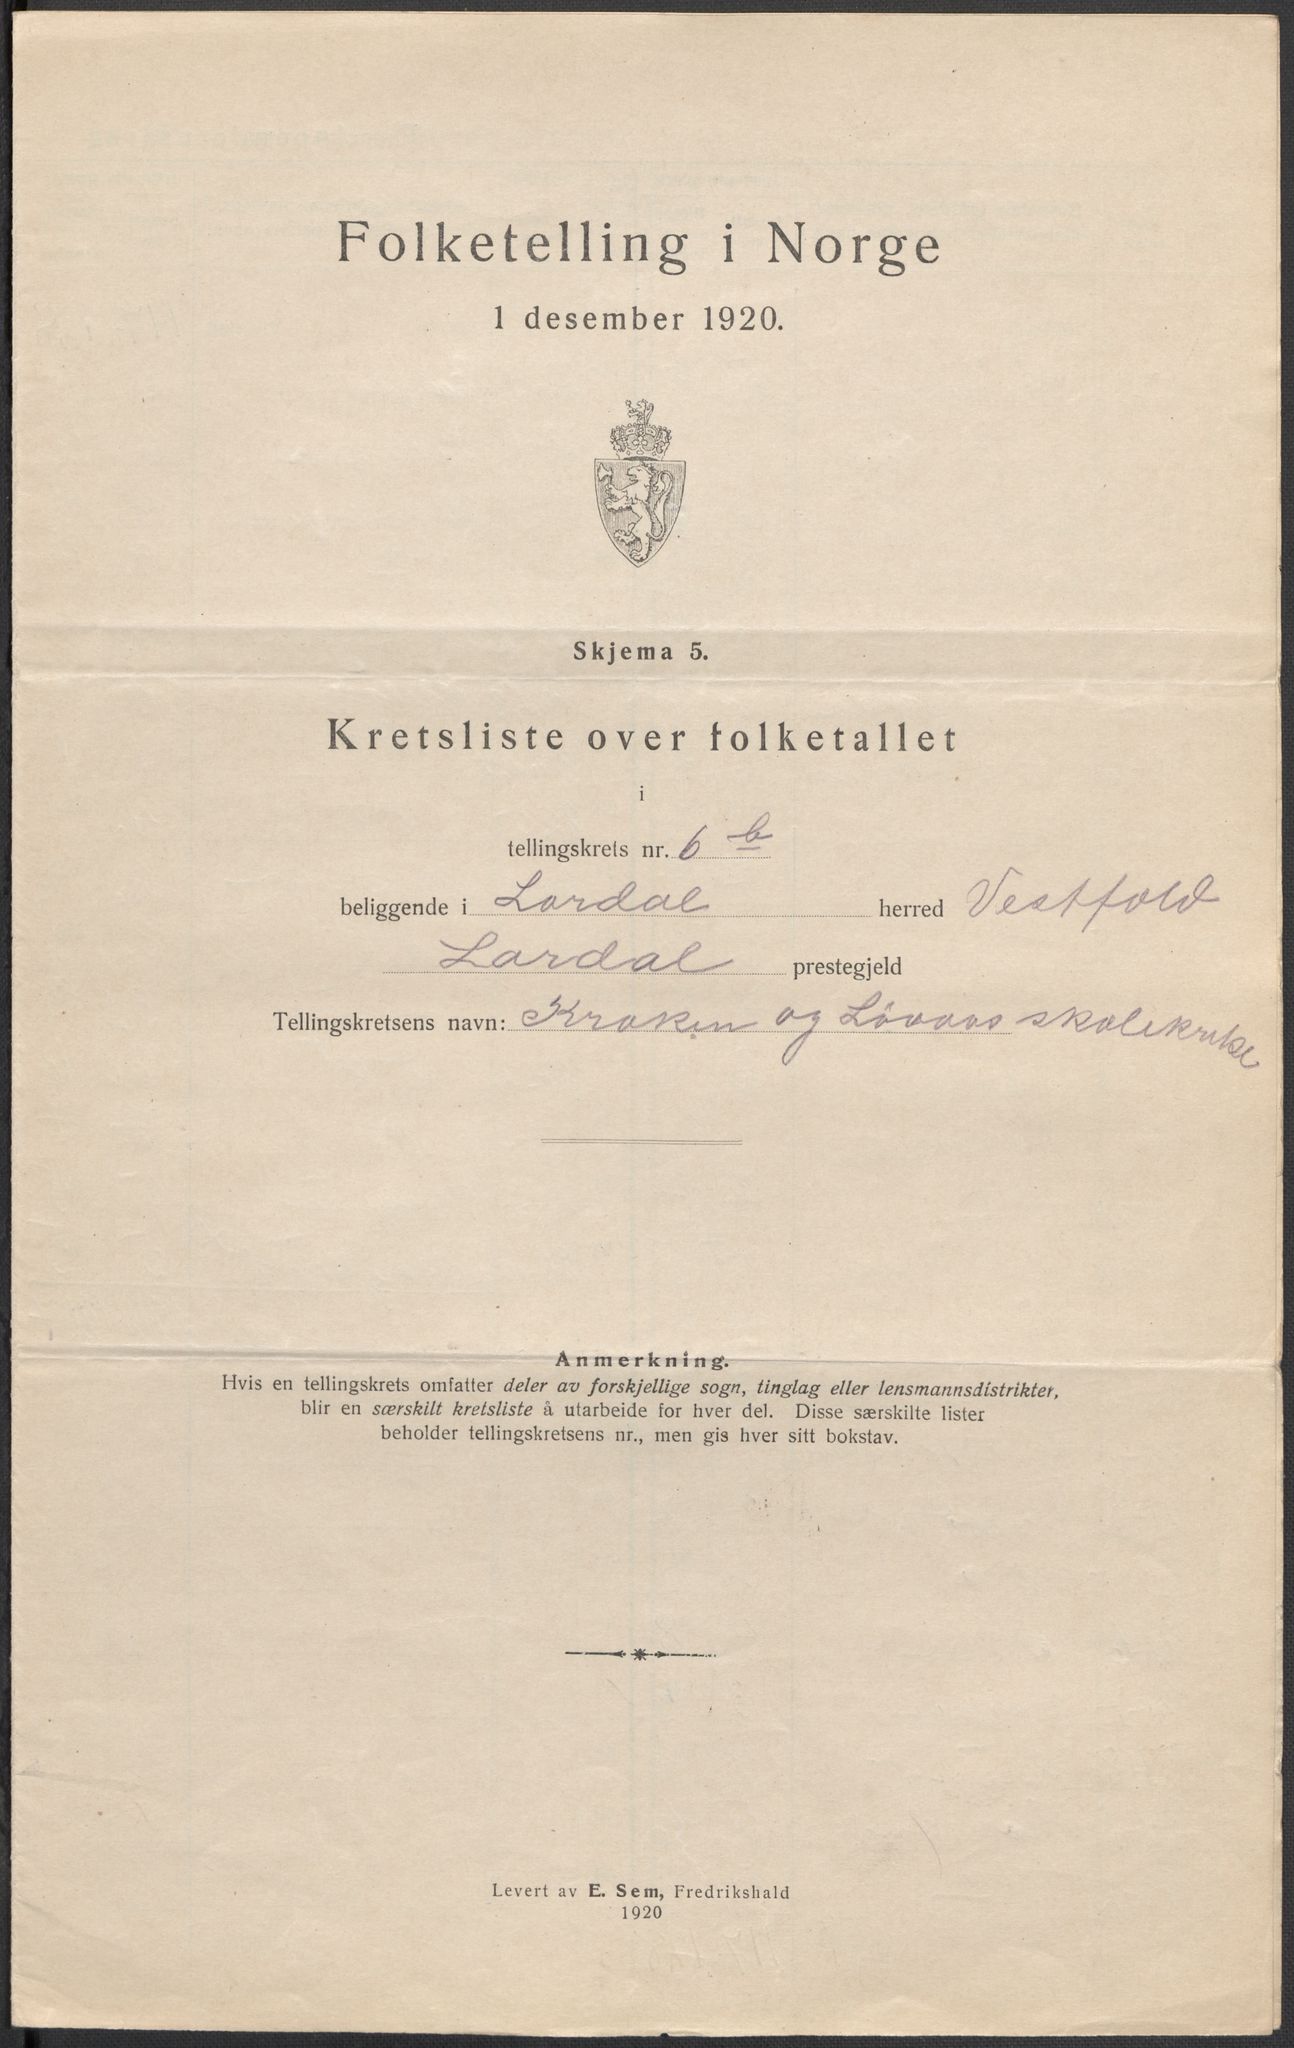 Folketelling i Norge
1 desember 1920.
Skjema 5.
Kretsliste over folketallet
i
tellingskrets nr. 6 b
beliggende i Lardal herred Vestfold
Lardal prestegjeld
Tellingskretsens navn: Kraken og Lövaas skolekretse
Anmerkning.
Hvis en tellingskrets omfatter deler av forskjellige sogn, tinglag eller lensmannsdistrikter,
blir en særskilt kretsliste å utarbeide for hver del. Disse særskilte lister
beholder tellingskretsens nr., men gis hver sitt bokstav.
Levert av E. Sem, Fredrikshald
1920